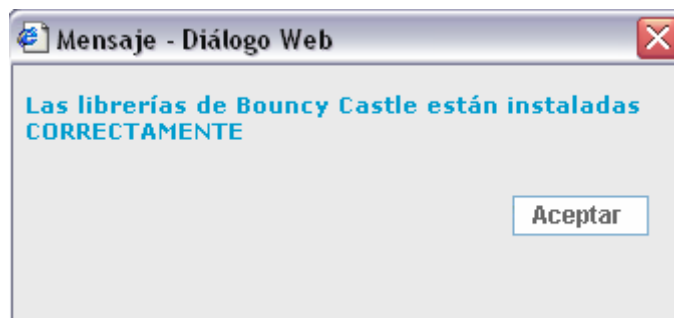 Mensaje - Diálogo Web
Las librerías de Bouncy Castle están instaladas
CORRECTAMENTE
Aceptar